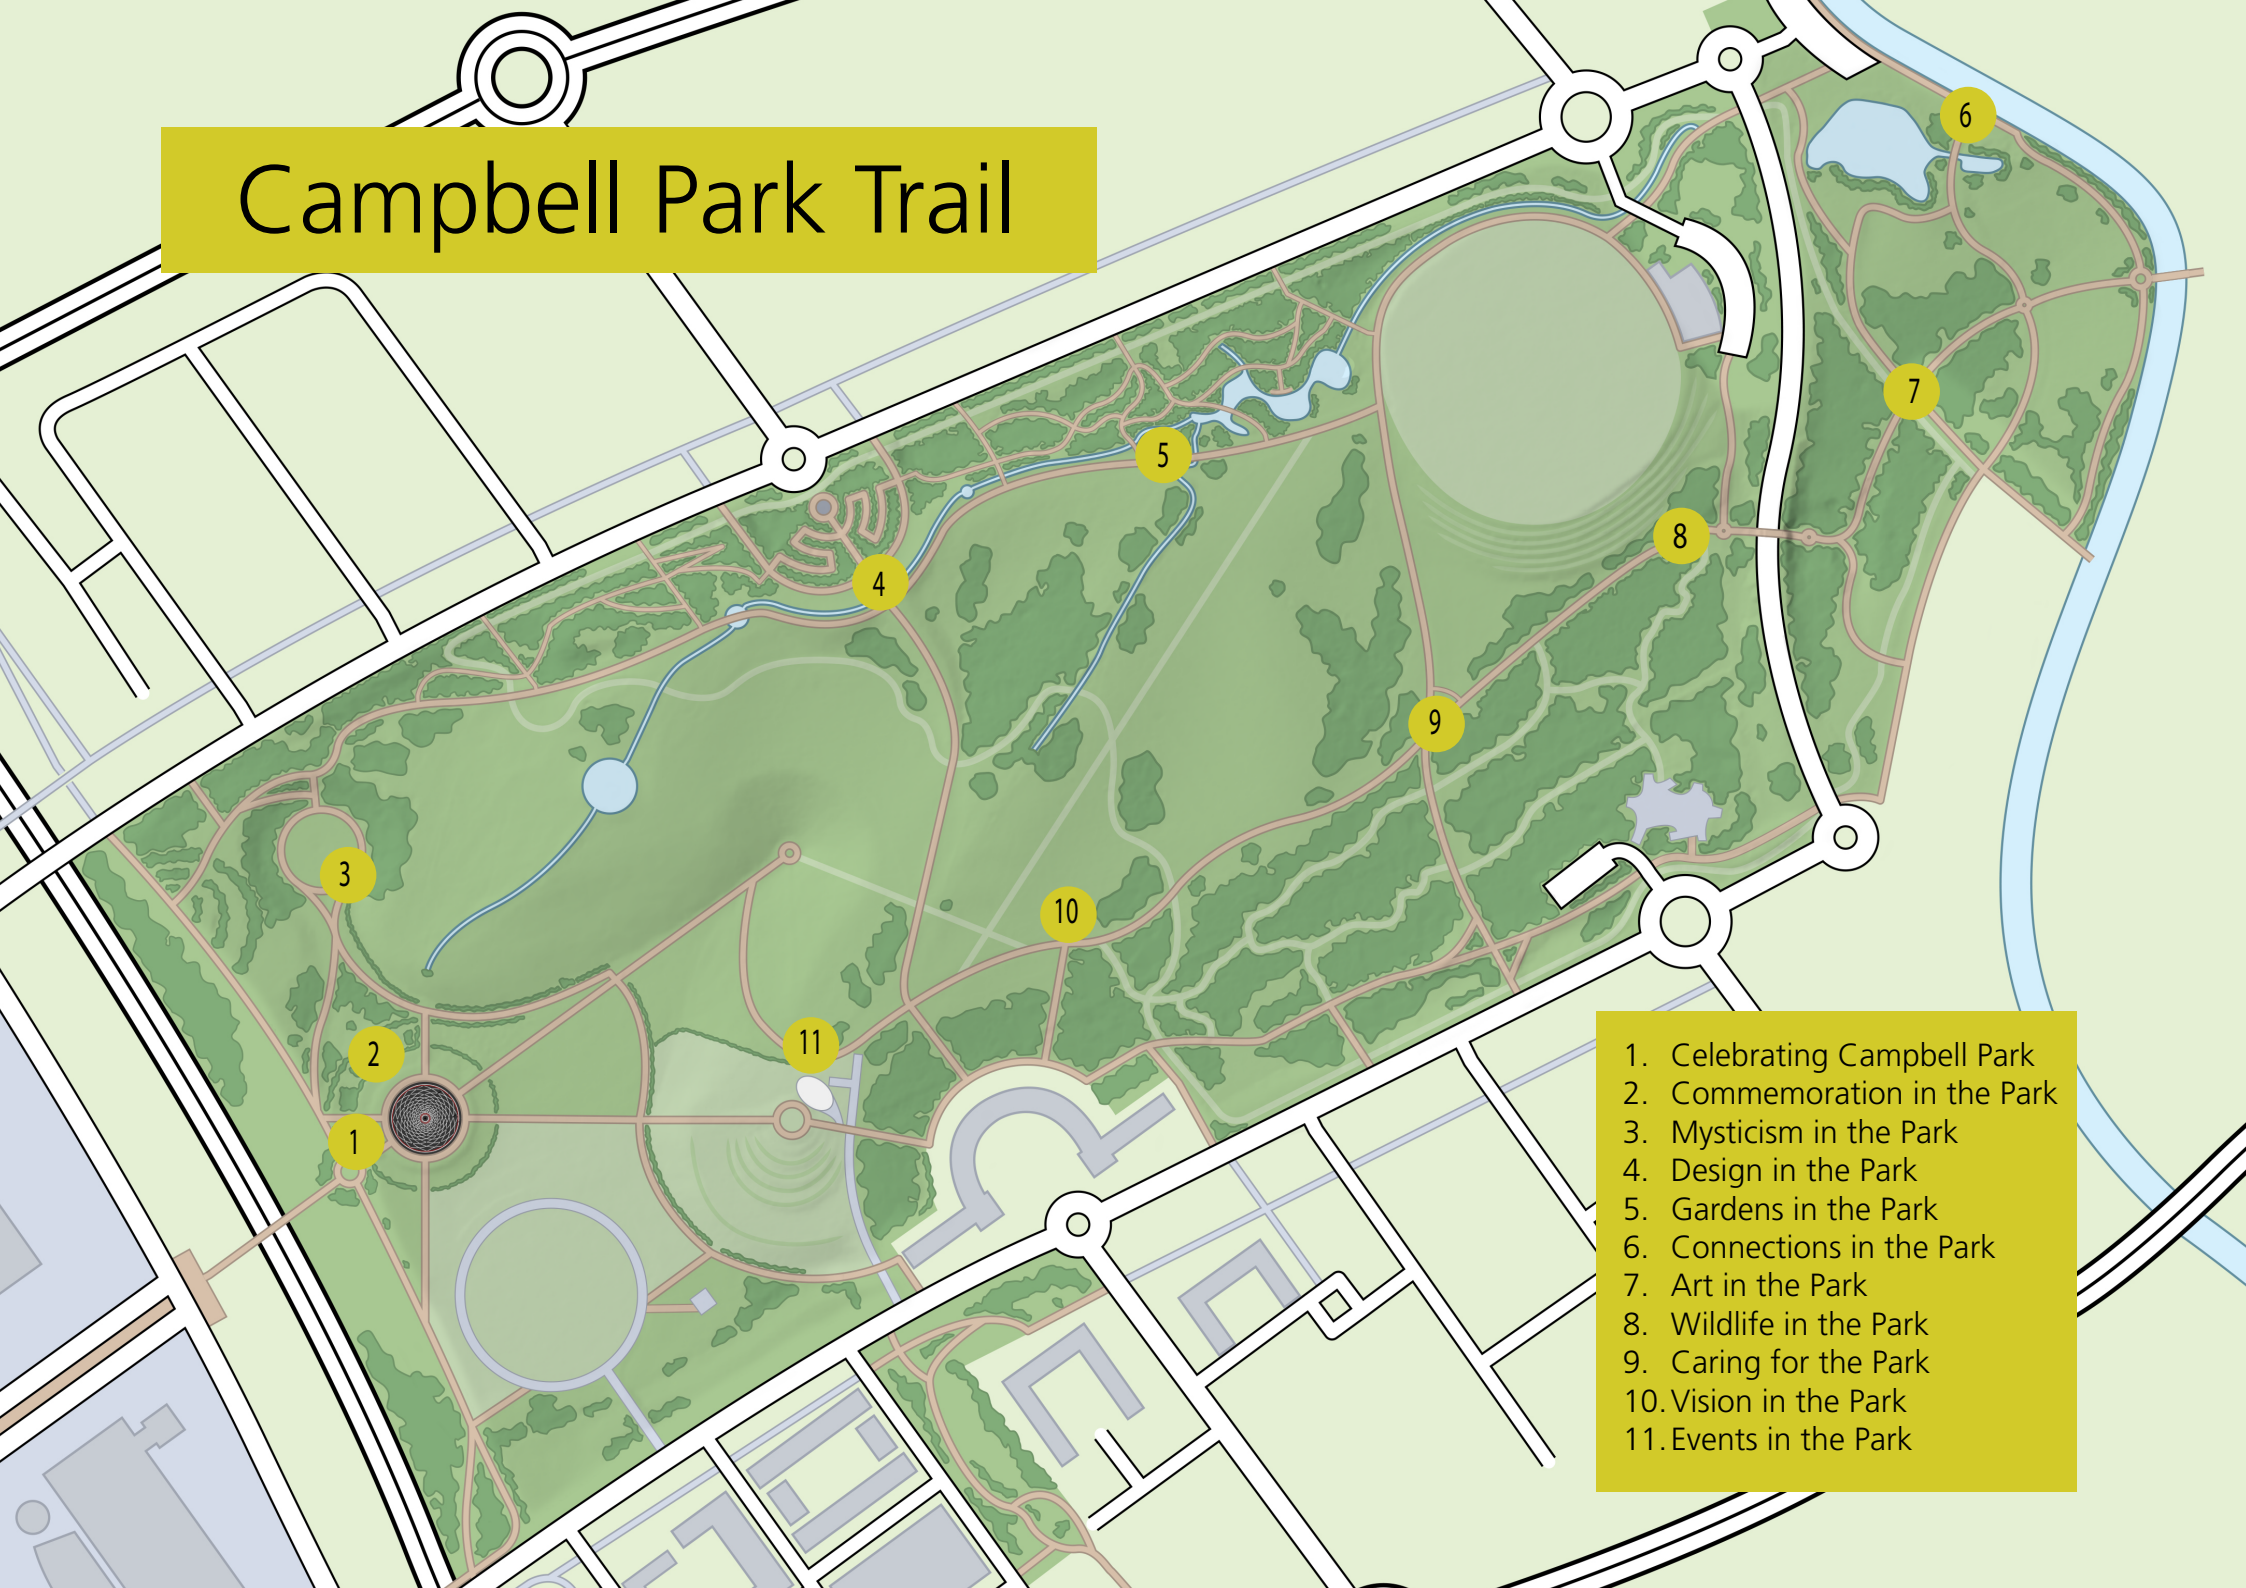 Campbell Park Trail
6
7
5
8
4
9
3
10
2
11
1
1. Celebrating Campbell Park
2. Commemoration in the Park
3. Mysticism in the Park
4. Design in the Park
5. Gardens in the Park
6. Connections in the Park
7. Art in the Park
8. Wildlife in the Park
9. Caring for the Park
10. Vision in the Park
11. Events in the Park